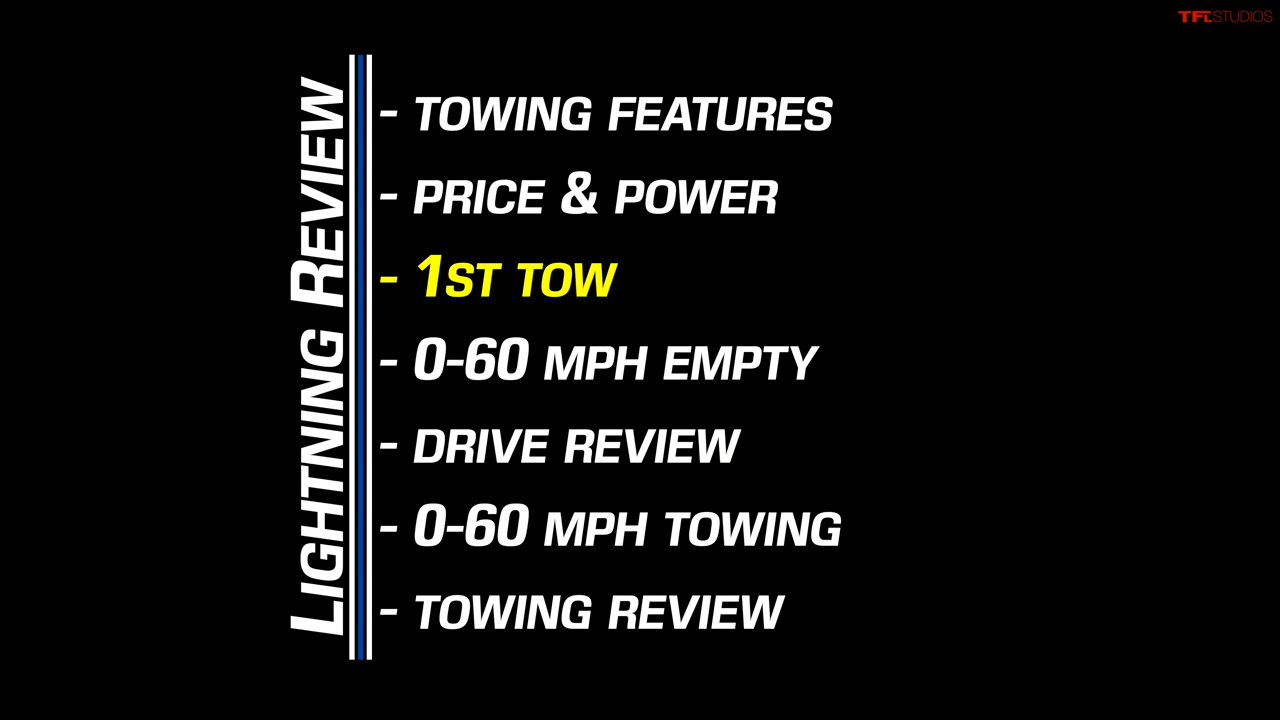 TFLSTUDIOS
LIGHTNING REVIEW
- TOWING FEATURES
- PRICE & POWER
- 1ST TOW
- 0-60 MPH EMPTY
- DRIVE REVIEW
- 0-60 MPH TOWING
- TOWING REVIEW